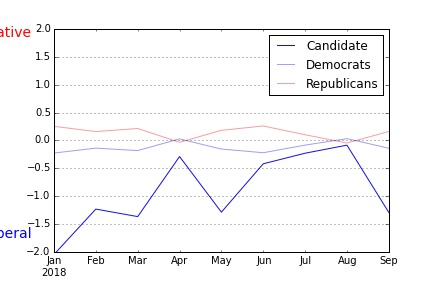 2.0
ative
1.5
1.0
0.5
0.0
−0.5
−1.0
−1.5
beral
−2.0
Candidate
Democrats
Republicans
Jan Feb Mar Apr May Jun Jul Aug Sep
2018